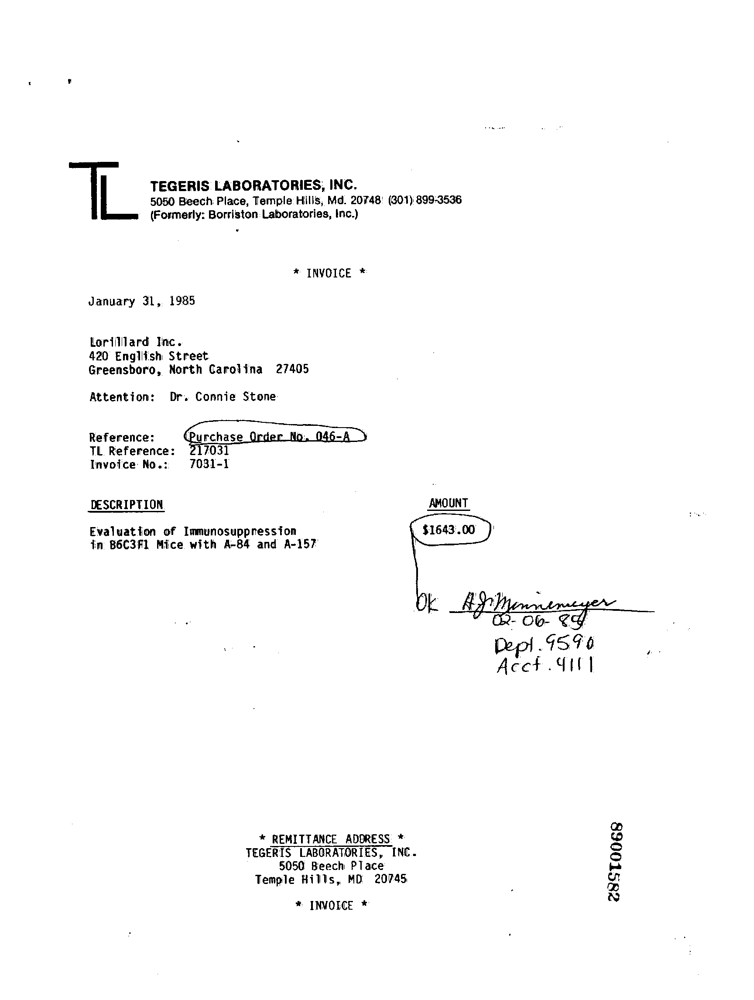 TL
TEGERIS LABORATORIES, INC.
5050 Beech Place, Temple Hills, Md. 20748 (301) 899-3536
(Formerly: Borriston Laboratories, Inc.)
* INVOICE *
January 31, 1985
Lorillard Inc.
420 English Street
Greensboro, North Carolina 27405
Attention: Dr. Connie Stone
Reference: Purchase Order No. 046-A
TL Reference: 217031
Invoice No.: 7031-1
DESCRIPTION AMOUNT
Evaluation of Immunosuppression $1643.00
in B6C3F1 Mice with A-84 and A-157
OK A J Minnemeyer
02-06-
Dept. 9590
Acct. 4111
* REMITTANCE ADDRESS *
TEGERIS LABORATORIES, INC.
5050 Beech Place
Temple Hills, MD 20745
* INVOICE *
89001582